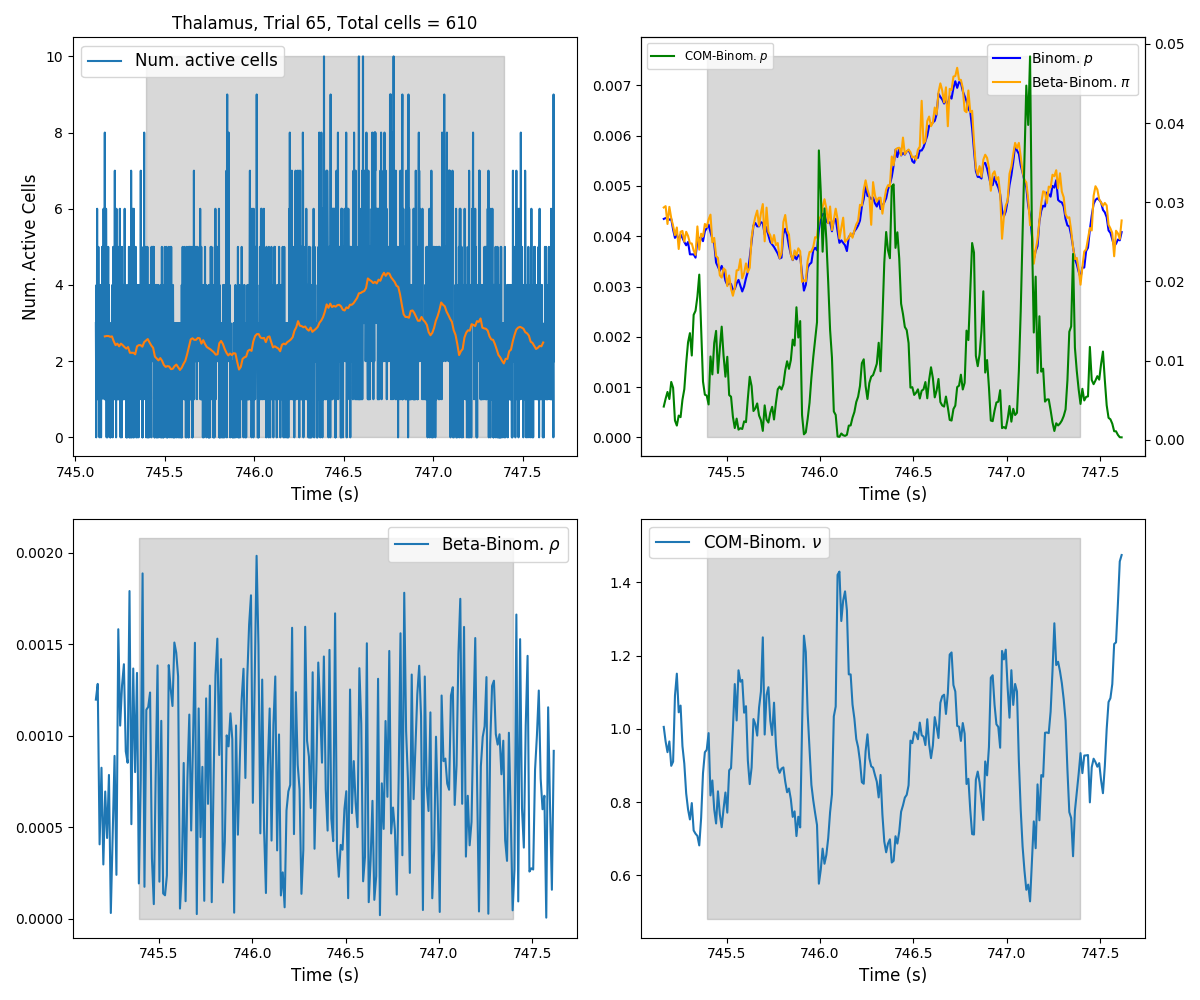 Thalamus, Trial 65, Total cells = 610
Num. active cells
Num. Active Cells
10
8
6
4
2
0
745.0 745.5 746.0 746.5 747.0 747.5
Time (s)
COM-Binom. p
Binom. p
Beta-Binom. π
0.007
0.006
0.005
0.004
0.003
0.002
0.001
0.000
0.05
0.04
0.03
0.02
0.01
0.00
745.5 746.0 746.5 747.0 747.5
Time (s)
Beta-Binom. ρ
0.0020
0.0015
0.0010
0.0005
0.0000
745.5 746.0 746.5 747.0 747.5
Time (s)
COM-Binom. ν
1.4
1.2
1.0
0.8
0.6
745.5 746.0 746.5 747.0 747.5
Time (s)